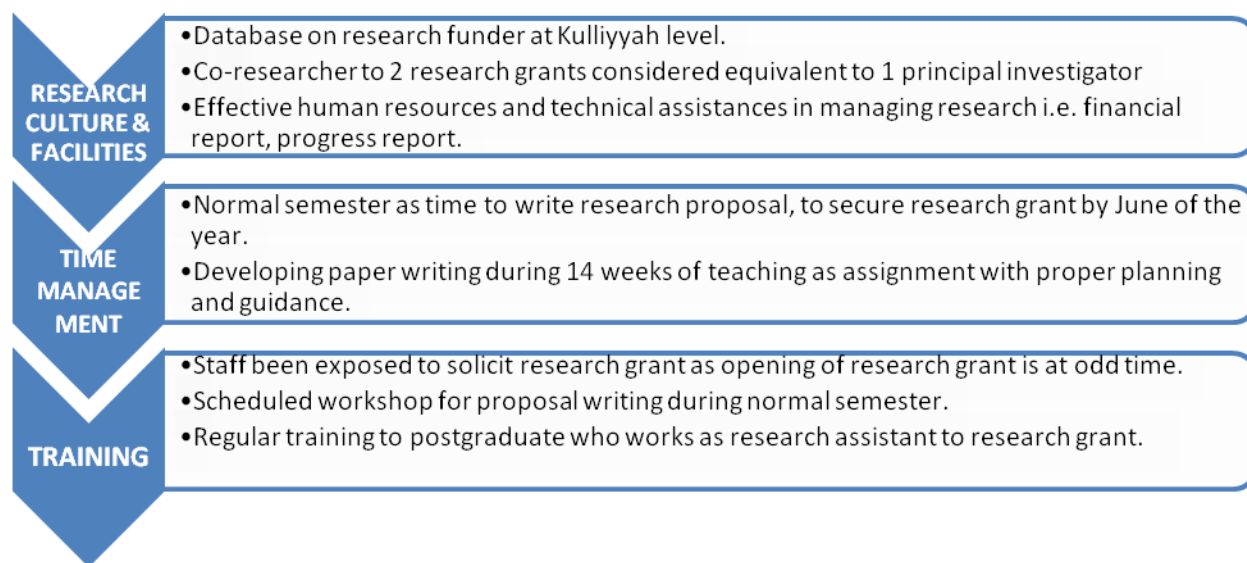 RESEARCH
CULTURE &
FACILITIES
•Database on research funder at Kulliyyah level.
•Co-researcher to 2 research grants considered equivalent to 1 principal investigator
•Effective human resources and technical assistances in managing research i.e. financial
report, progress report.
TIME
MANAGE
MENT
•Normal semester as time to write research proposal, to secure research grant by June of the
year.
•Developing paper writing during 14 weeks of teaching as assignment with proper planning
and guidance.
TRAINING
•Staff been exposed to solicit research grant as opening of research grant is at odd time.
•Scheduled workshop for proposal writing during normal semester.
•Regular training to postgraduate who works as research assistant to research grant.